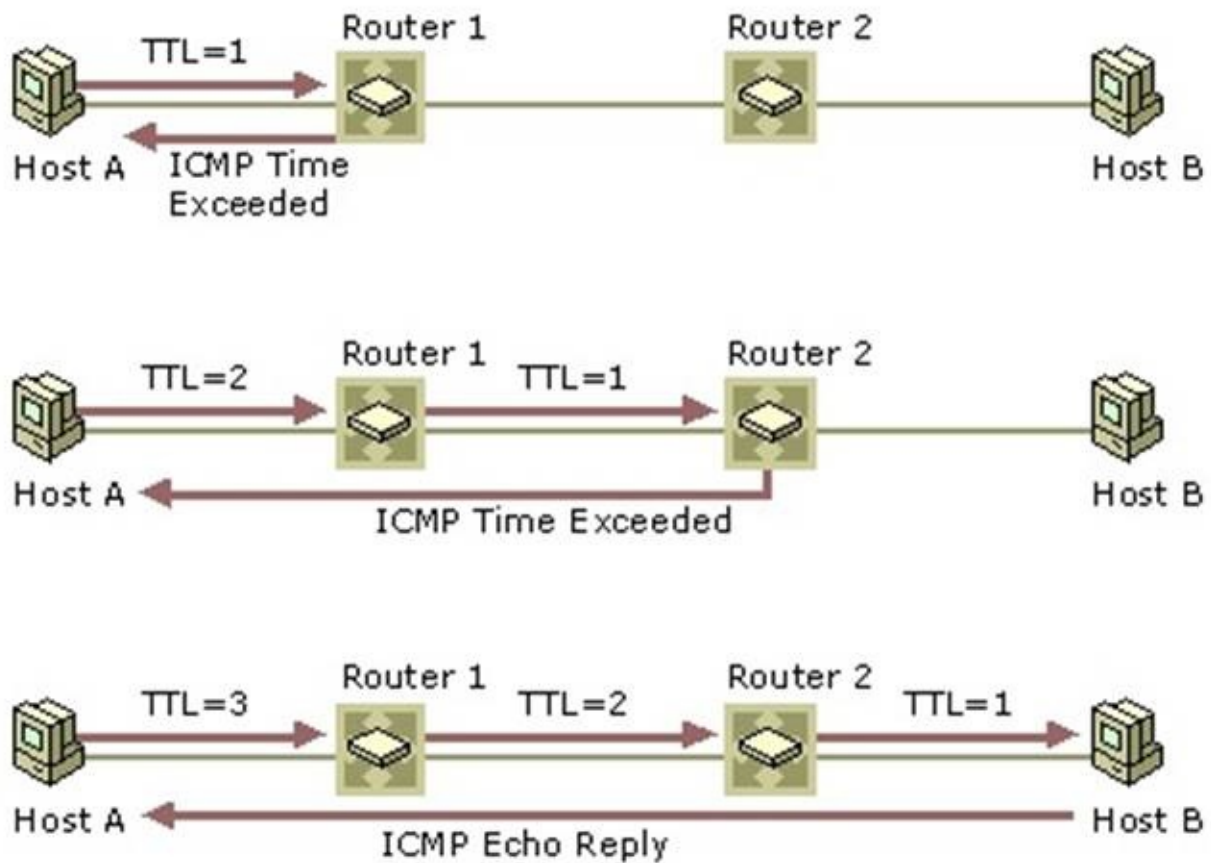 Router 1
Router 2
TTL=1
Host A
ICMP Time
Exceeded
Host B
Router 1
Router 2
TTL=2
TTL=1
Host A
ICMP Time Exceeded
Host B
Router 1
Router 2
TTL=3
TTL=2
TTL=1
Host A
ICMP Echo Reply
Host B